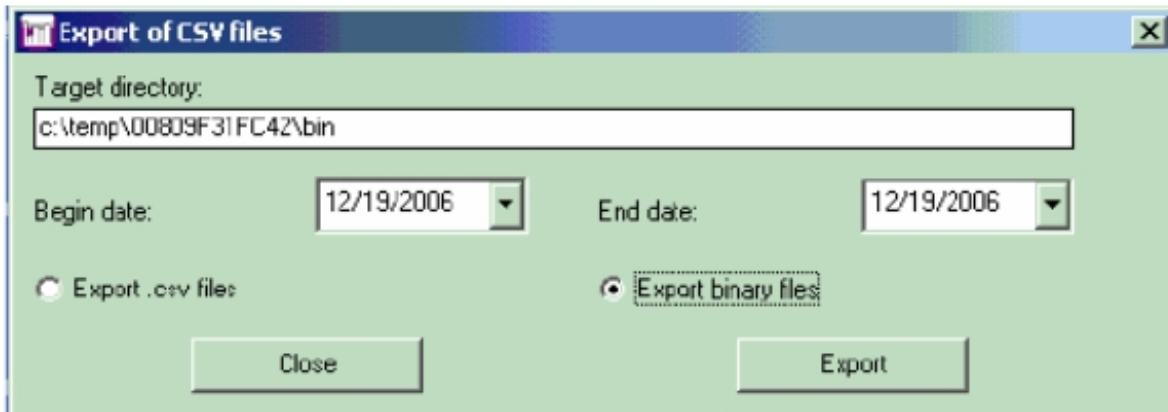 Export of CSV files
Target directory:
c:\temp\00809F31FC42\bin
Begin date: 12/19/2006 End date: 12/19/2006
Export .csv files Export binary files
Close Export